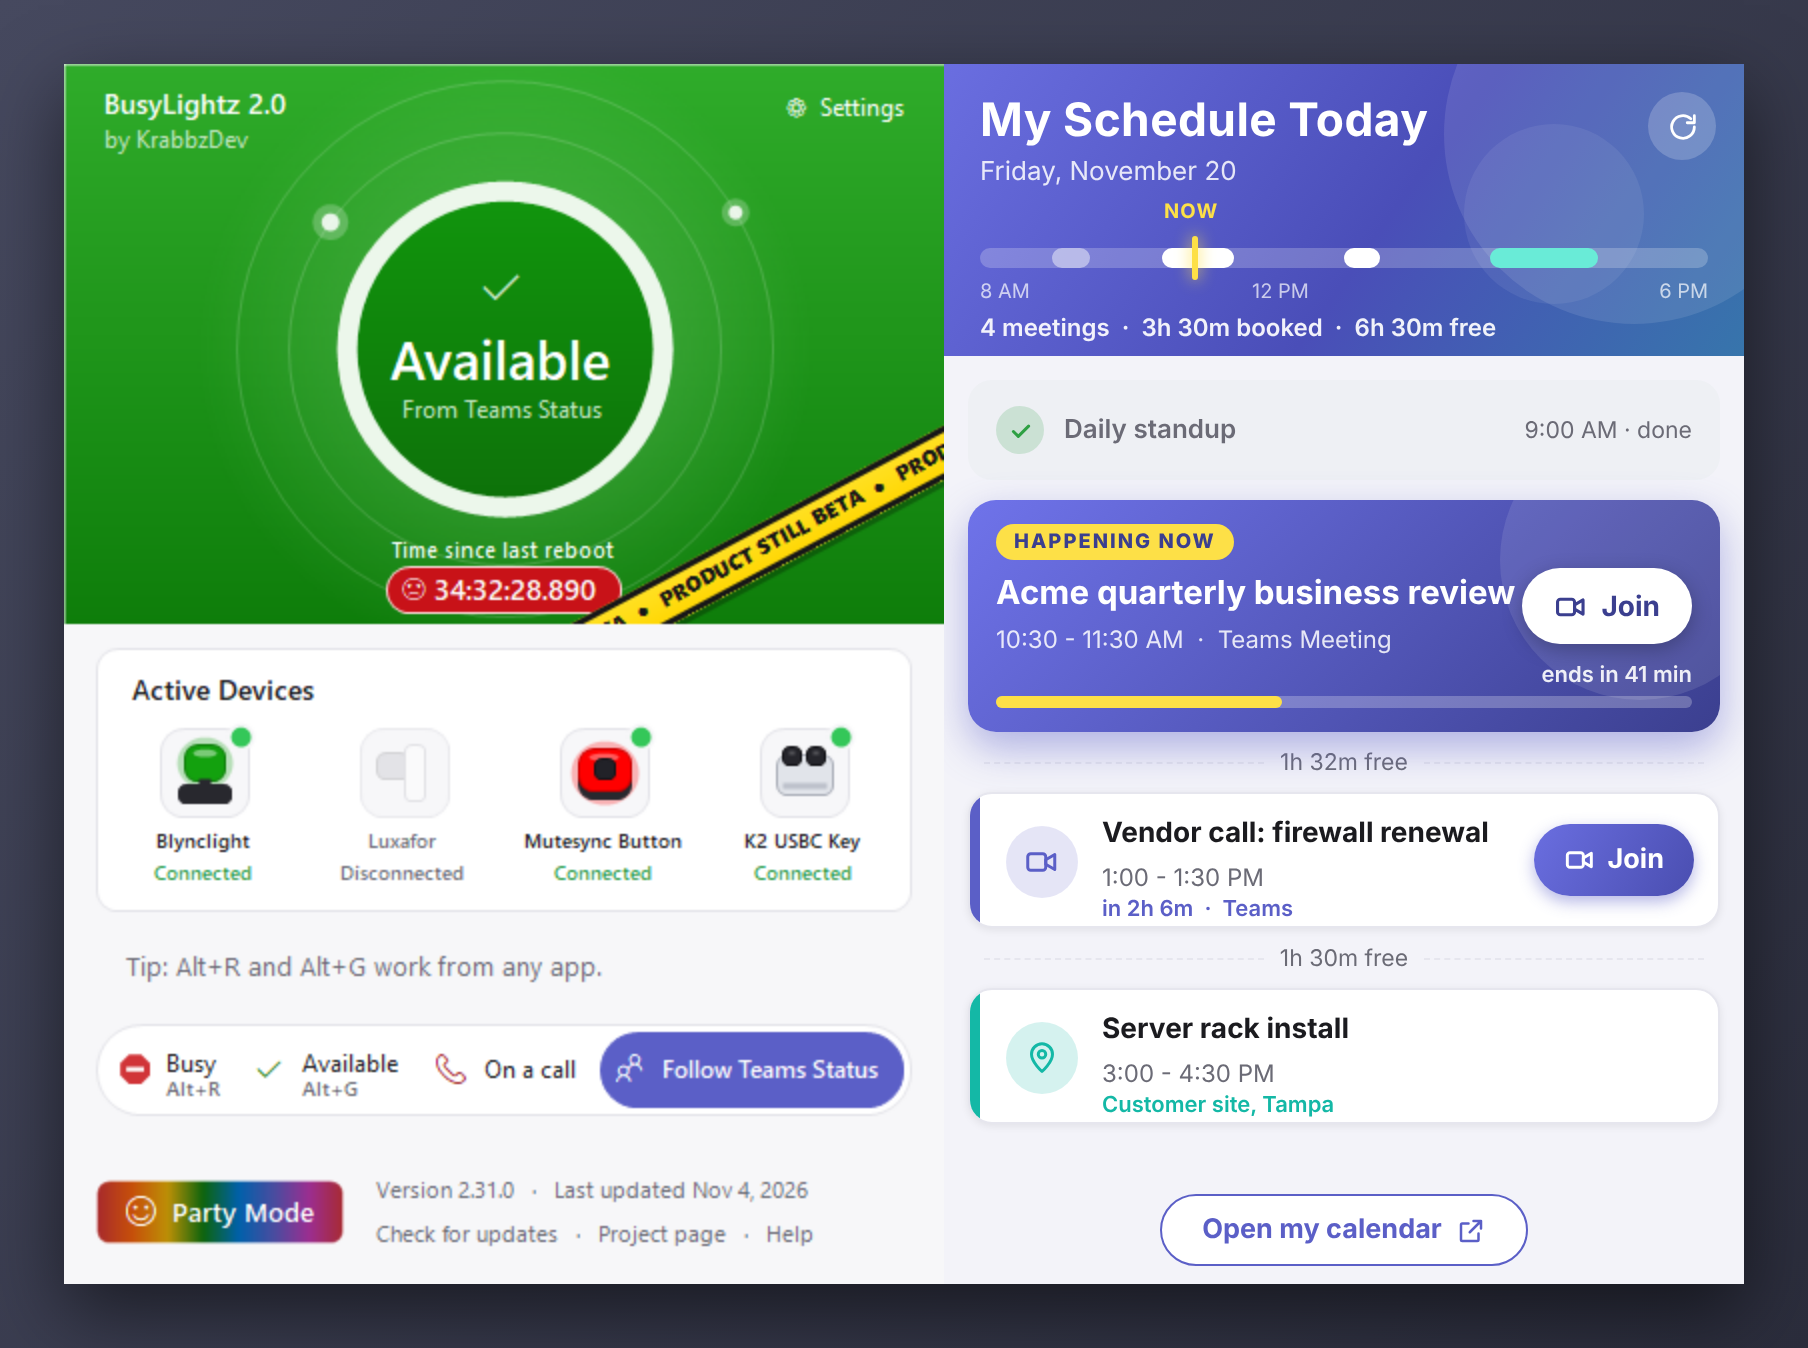 BusyLightz 2.0
by KrabbzDev
Settings
Available
From Teams Status
Time since last reboot
34:32:28.890
PRODUCT STILL BETA • PROD
TA •
Active Devices
Blynclight
Connected
Luxafor
Disconnected
Mutesync Button
Connected
K2 USBC Key
Connected
Tip: Alt+R and Alt+G work from any app.
Busy
Alt+R
Available
Alt+G
On a call
Follow Teams Status
Party Mode
Version 2.31.0 · Last updated Nov 4, 2026
Check for updates · Project page · Help
My Schedule Today
Friday, November 20
NOW
8 AM
12 PM
6 PM
4 meetings · 3h 30m booked · 6h 30m free
Daily standup
9:00 AM · done
HAPPENING NOW
Acme quarterly business review
10:30 - 11:30 AM · Teams Meeting
Join
ends in 41 min
1h 32m free
Vendor call: firewall renewal
1:00 - 1:30 PM
in 2h 6m · Teams
Join
1h 30m free
Server rack install
3:00 - 4:30 PM
Customer site, Tampa
Open my calendar